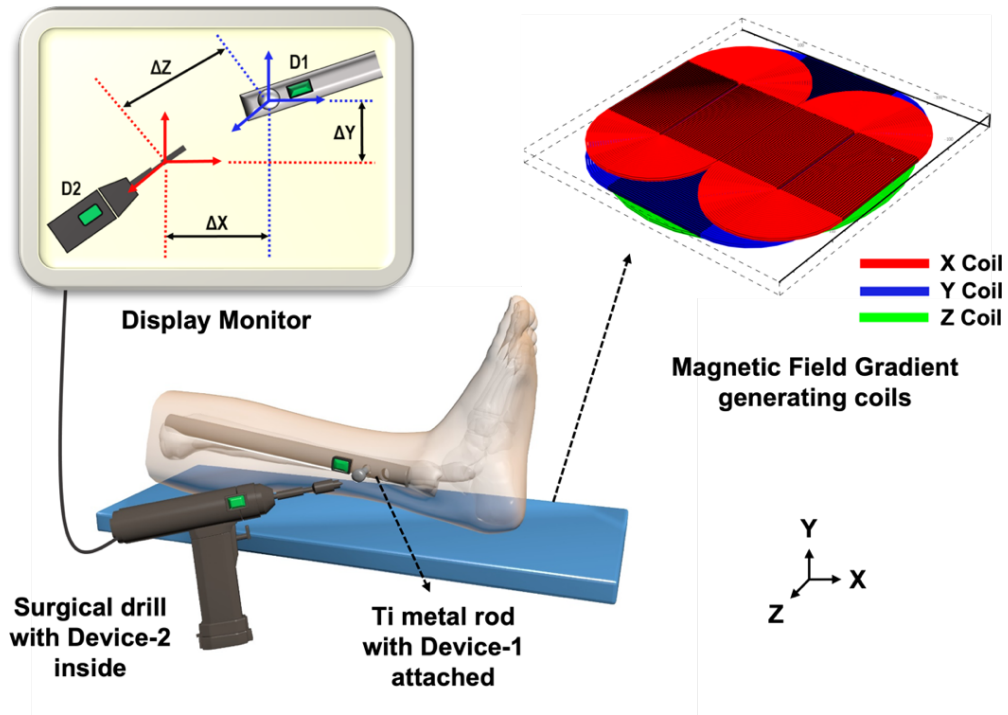 ΔZ
D1
ΔY
D2
ΔX
Display Monitor
X Coil
Y Coil
Z Coil
Magnetic Field Gradient
generating coils
Surgical drill
with Device-2
inside
Ti metal rod
with Device-1
attached
Y
X
Z